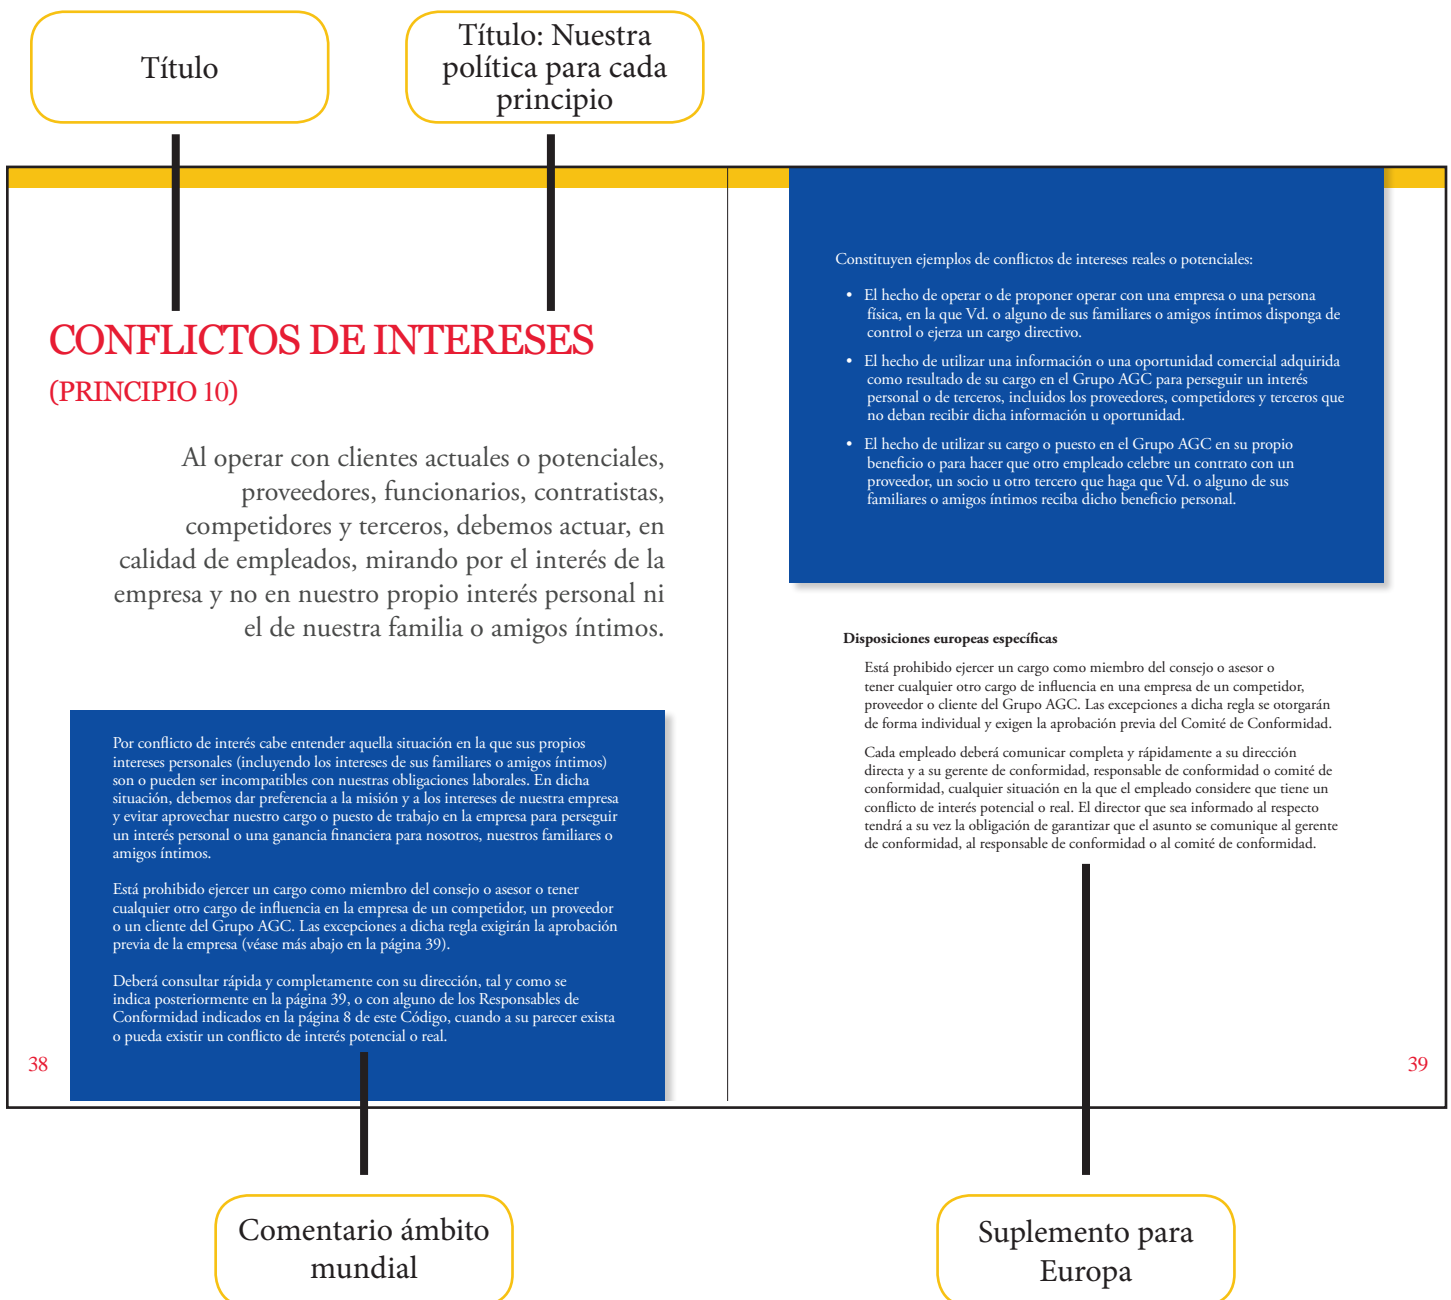 Título
Título: Nuestra
política para cada
principio
CONFLICTOS DE INTERESES
(PRINCIPIO 10)
Al operar con clientes actuales o potenciales,
proveedores, funcionarios, contratistas,
competidores y terceros, debemos actuar, en
calidad de empleados, mirando por el interés de la
empresa y no en nuestro propio interés personal ni
el de nuestra familia o amigos íntimos.
Por conflicto de interés cabe entender aquella situación en la que sus propios
intereses personales (incluyendo los intereses de sus familiares o amigos íntimos)
son o pueden ser incompatibles con nuestras obligaciones laborales. En dicha
situación, debemos dar preferencia a la misión y a los intereses de nuestra empresa
y evitar aprovechar nuestro cargo o puesto de trabajo en la empresa para perseguir
un interés personal o una ganancia financiera para nosotros, nuestros familiares o
amigos íntimos.
Está prohibido ejercer un cargo como miembro del consejo o asesor o tener
cualquier otro cargo de influencia en la empresa de un competidor, un proveedor
o un cliente del Grupo AGC. Las excepciones a dicha regla exigirán la aprobación
previa de la empresa (véase más abajo en la página 39).
Deberá consultar rápida y completamente con su dirección, tal y como se
indica posteriormente en la página 39, o con alguno de los Responsables de
Conformidad indicados en la página 8 de este Código, cuando a su parecer exista
o pueda existir un conflicto de interés potencial o real.
38
Constituyen ejemplos de conflictos de intereses reales o potenciales:
• El hecho de operar o de proponer operar con una empresa o una persona
física, en la que Vd. o alguno de sus familiares o amigos íntimos disponga de
control o ejerza un cargo directivo.
• El hecho de utilizar una información o una oportunidad comercial adquirida
como resultado de su cargo en el Grupo AGC para perseguir un interés
personal o de terceros, incluidos los proveedores, competidores y terceros que
no deban recibir dicha información u oportunidad.
• El hecho de utilizar su cargo o puesto en el Grupo AGC en su propio
beneficio o para hacer que otro empleado celebre un contrato con un
proveedor, un socio u otro tercero que haga que Vd. o alguno de sus
familiares o amigos íntimos reciba dicho beneficio personal.
Disposiciones europeas específicas
Está prohibido ejercer un cargo como miembro del consejo o asesor o
tener cualquier otro cargo de influencia en una empresa de un competidor,
proveedor o cliente del Grupo AGC. Las excepciones a dicha regla se otorgarán
de forma individual y exigen la aprobación previa del Comité de Conformidad.
Cada empleado deberá comunicar completa y rápidamente a su dirección
directa y a su gerente de conformidad, responsable de conformidad o comité de
conformidad, cualquier situación en la que el empleado considere que tiene un
conflicto de interés potencial o real. El director que sea informado al respecto
tendrá a su vez la obligación de garantizar que el asunto se comunique al gerente
de conformidad, al responsable de conformidad o al comité de conformidad.
39
Comentario ámbito
mundial
Suplemento para
Europa